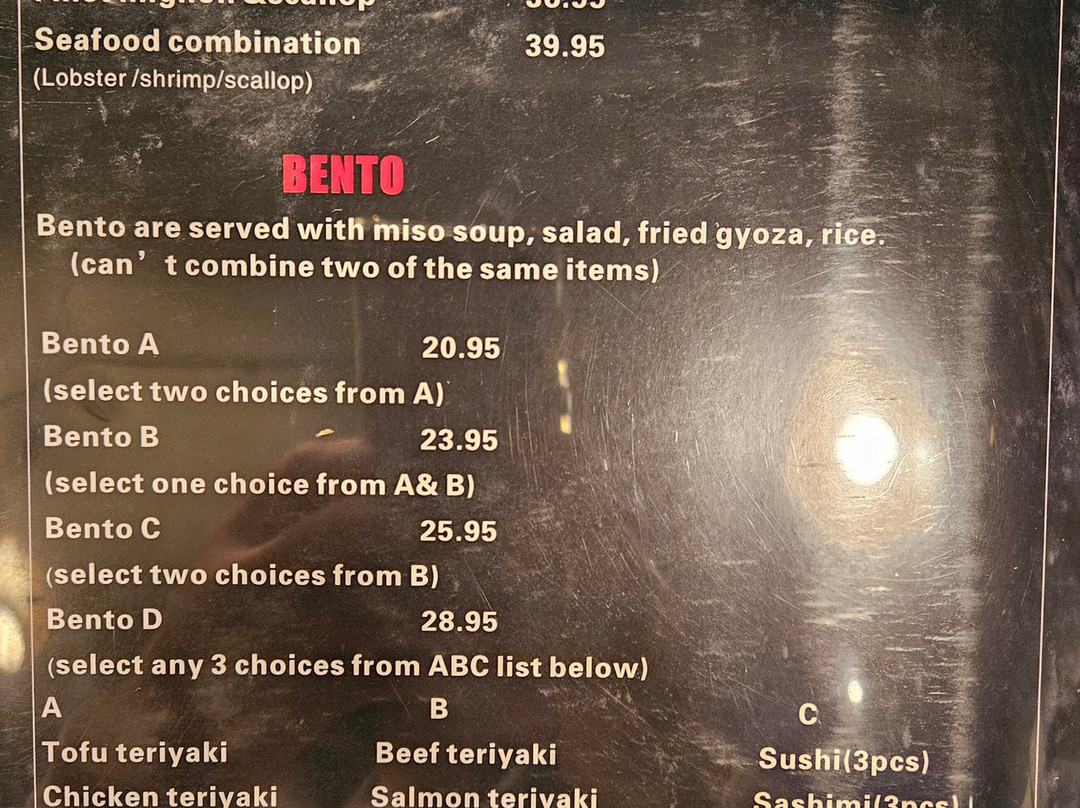 Seafood combination 39.95
(Lobster /shrimp/scallop)
BENTO
Bento are served with miso soup, salad, fried gyoza, rice.
(can’ t combine two of the same items)
Bento A 20.95
(select two choices from A)
Bento B 23.95
(select one choice from A& B)
Bento C 25.95
(select two choices from B)
Bento D 28.95
(select any 3 choices from ABC list below)
A B C
Tofu teriyaki Beef teriyaki Sushi(3pcs)
Chicken teriyaki Salmon teriyaki Sashimi(3pcs)